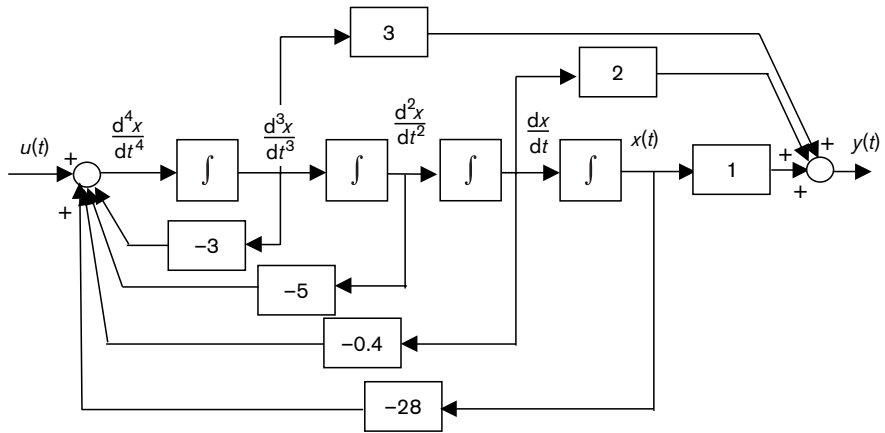 3
2
d⁴x
dt⁴
d³x
dt³
d²x
dt²
dx
dt
x(t)
u(t)
+
∫
∫
∫
∫
1
+
+
y(t)
+
+
−3
−5
−0.4
−28